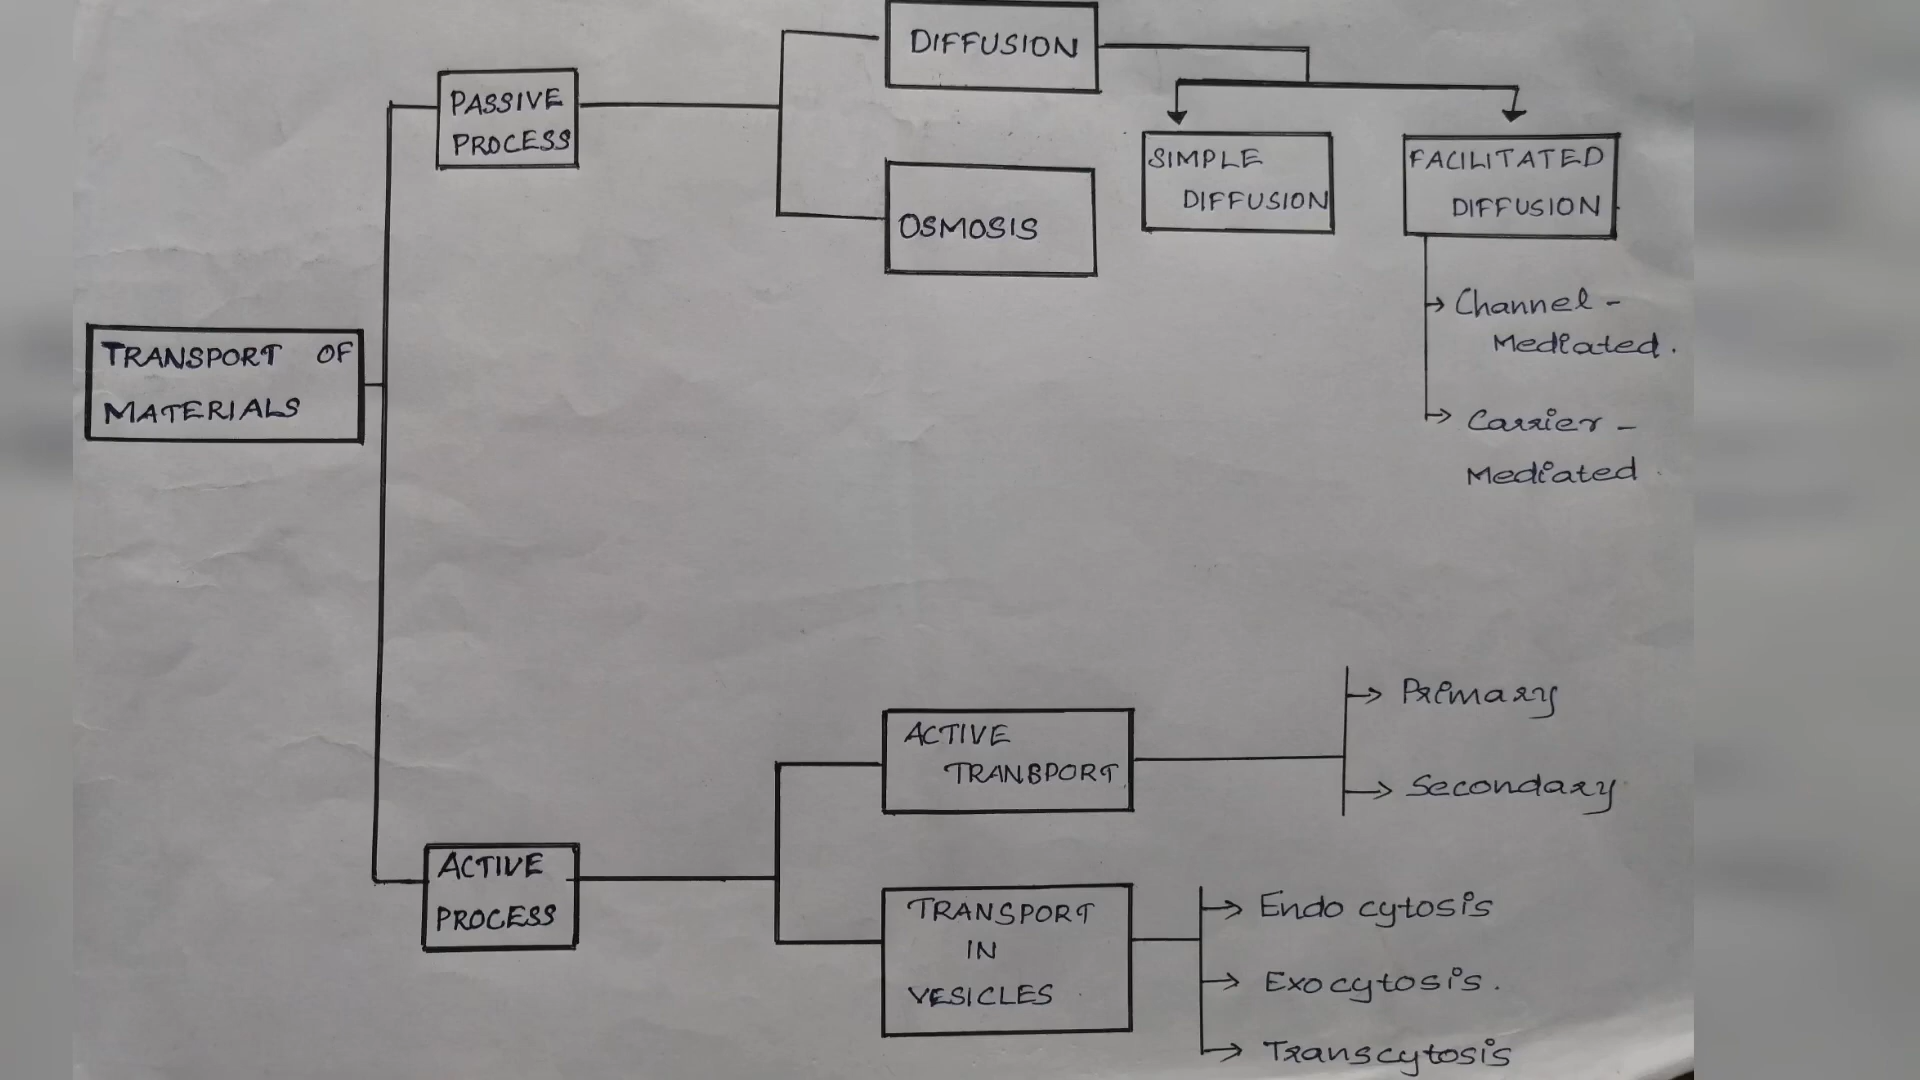 DIFFUSION
PASSIVE
PROCESS
SIMPLE
DIFFUSION
FACILITATED
DIFFUSION
OSMOSIS
Channel -
Mediated.
TRANSPORT OF
MATERIALS
Carrier -
Mediated
Primary
ACTIVE
TRANSPORT
Secondary
ACTIVE
PROCESS
TRANSPORT
IN
VESICLES
Endo cytosis
Exocytosis.
Transcytosis